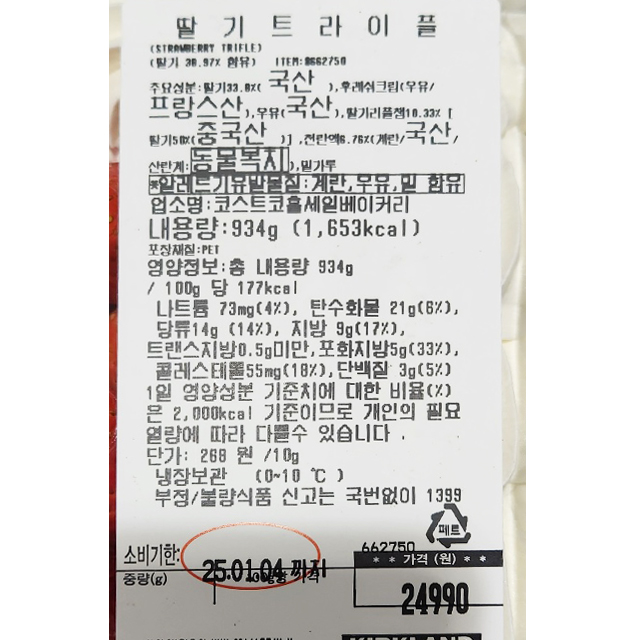 딸기트라이플
(STRAWBERRY TRIFLE)
(딸기 38.97% 함유) ITEM:8662750
주요성분:딸기33.8%( 국산 ),후레쉬크림(우유/
프랑스산),우유(국산),딸기리플잼10.33% [
딸기50%(중국산 )] ,전란액6.76%(계란/국산/
산란계:동물복지),밀가루
*알레르기유발물질:계란,우유,밀 함유
업소명:코스트코홀세일베이커리
내용량:934g (1,653kcal)
포장재질:PET
영양정보:총 내용량 934g
/ 100g 당 177kcal
나트륨 73mg(4%), 탄수화물 21g(6%),
당류14g (14%), 지방 9g(17%),
트랜스지방0.5g미만,포화지방5g(33%),
콜레스테롤55mg(18%),단백질 3g(5%)
1일 영양성분 기준치에 대한 비율(%)
은 2,000kcal 기준이므로 개인의 필요
열량에 따라 다를수 있습니다 .
단가: 268 원 /10g
냉장보관 (0~10 ℃ )
부정/불량식품 신고는 국번없이 1399
페트
소비기한: 25.01.04 까지
662750
중량(g) 가격
* * 가격 (원) * *
24990
KIRKLAND